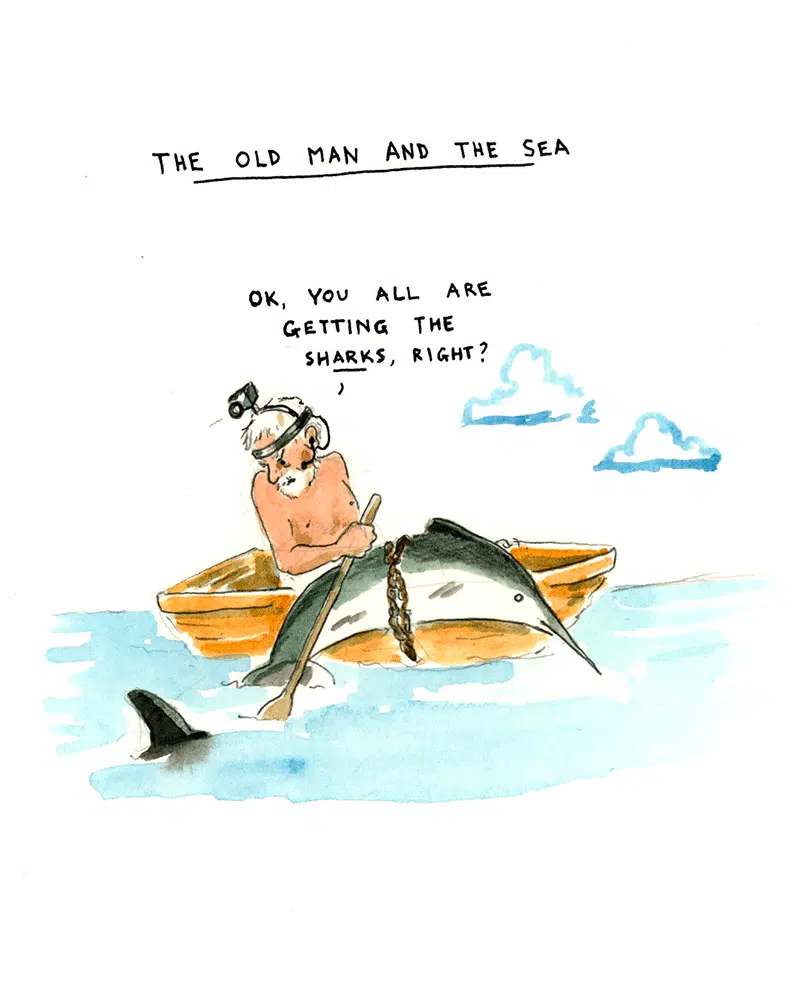 THE OLD MAN AND THE SEA
OK, YOU ALL ARE
GETTING THE
SHARKS, RIGHT?